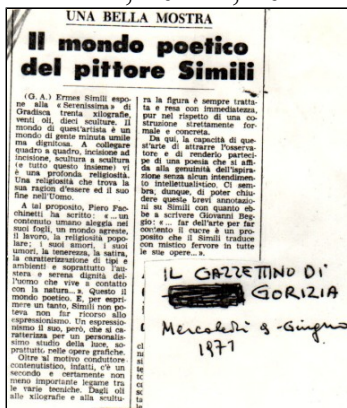 UNA BELLA MOSTRA
Il mondo poetico
del pittore Simili
(G. A.) Ermes Simili espo-
ne alla «Serenissima» di
Gradisca trenta xilografie,
venti oli, dieci sculture. Il
mondo di quest'artista è un
mondo di gente minuta umile
ma dignitosa. A collegare
quadro a quadro, incisione ad
incisione, scultura a scultura
(e tutto questo insieme) vi
è una profonda religiosità.
Una religiosità che trova la
sua ragion d'essere ed il suo
fine nell'Uomo.
A tal proposito, Piero Fac-
chinetti ha scritto: «... un
contenuto umano aleggia nei
suoi fogli, un mondo agreste,
il lavoro, la religiosità popo-
lare; i suoi amori, i suoi
umori, la tenerezza, la satira,
la caratterizzazione di tipi e
ambienti e soprattutto l'au-
stera e serena dignità del-
l'uomo che vive a contatto
con la natura...». Questo il
mondo poetico. E, per espri-
mere un tanto, Simili non po-
teva non far ricorso allo
espressionismo. Un espressio-
nismo il suo, però, che si ca-
ratterizza per un personalis-
simo studio della luce, so-
prattutto nelle opere grafiche.
Oltre al motivo conduttore
contenutistico, infatti, c'è un
secondo e certamente non
meno importante legame tra
le varie tecniche. Dagli oli
alle xilografie e alla scultu-
ra la figura è sempre tratta-
ta e resa con immediatezza,
pur nel rispetto di una co-
struzione strettamente for-
male e concreta.
Da qui, la capacità di que-
st'arte di attrarre l'osserva-
tore e di renderlo parteci-
pe di una poesia che si affi-
da alla genuinità dell'ispira-
zione senza alcun intendimen-
to intellettualistico. Ci sem-
bra, dunque, di poter chiu-
dere queste brevi annotazio-
ni su Simili con quanto eb-
be a scrivere Giovanni Beg-
gio: «... far dell'arte per far
contento il cuore è un pro-
posito che il Simili traduce
con mistico fervore in tutte
le sue opere...».
IL GAZZETTINO DI
GORIZIA
Mercoledì 9-Giugno
1971